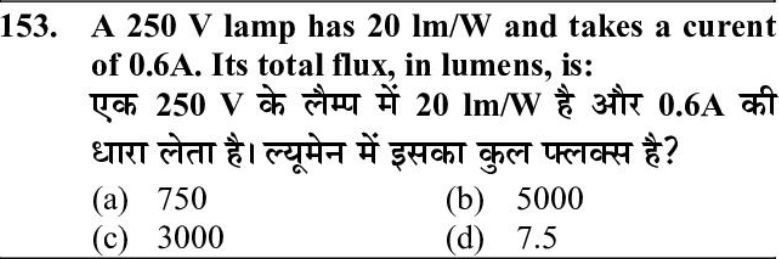 153. A 250 V lamp has 20 lm/W and takes a curent
of 0.6A. Its total flux, in lumens, is:
एक 250 V के लैम्प में 20 lm/W है और 0.6A की
धारा लेता है। ल्यूमेन में इसका कुल फ्लक्स है?
(a) 750 (b) 5000
(c) 3000 (d) 7.5